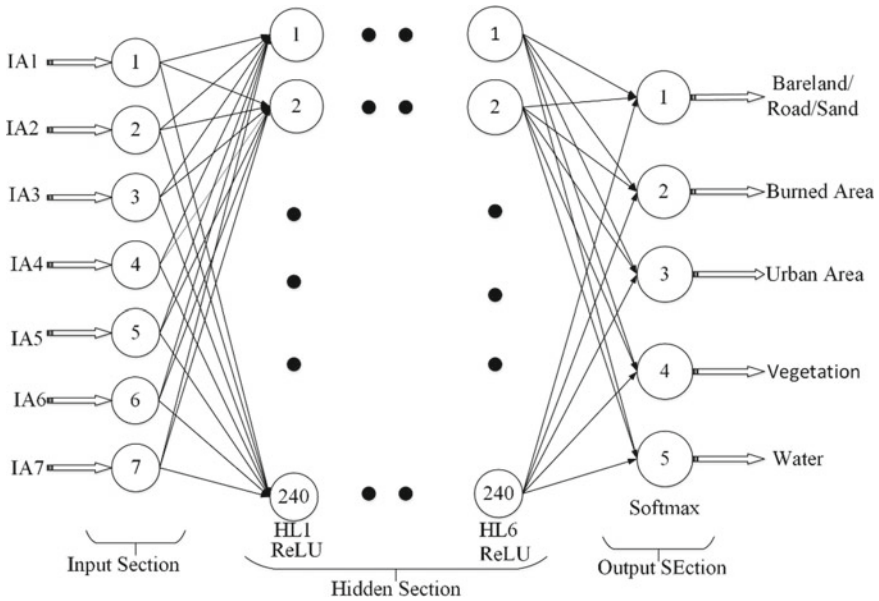 IA1
IA2
IA3
IA4
IA5
IA6
IA7
1
2
3
4
5
6
7
Input Section
1
2
240
HL1
ReLU
1
2
240
HL6
ReLU
Hidden Section
1
2
3
4
5
Softmax
Output SEction
Bareland/
Road/Sand
Burned Area
Urban Area
Vegetation
Water